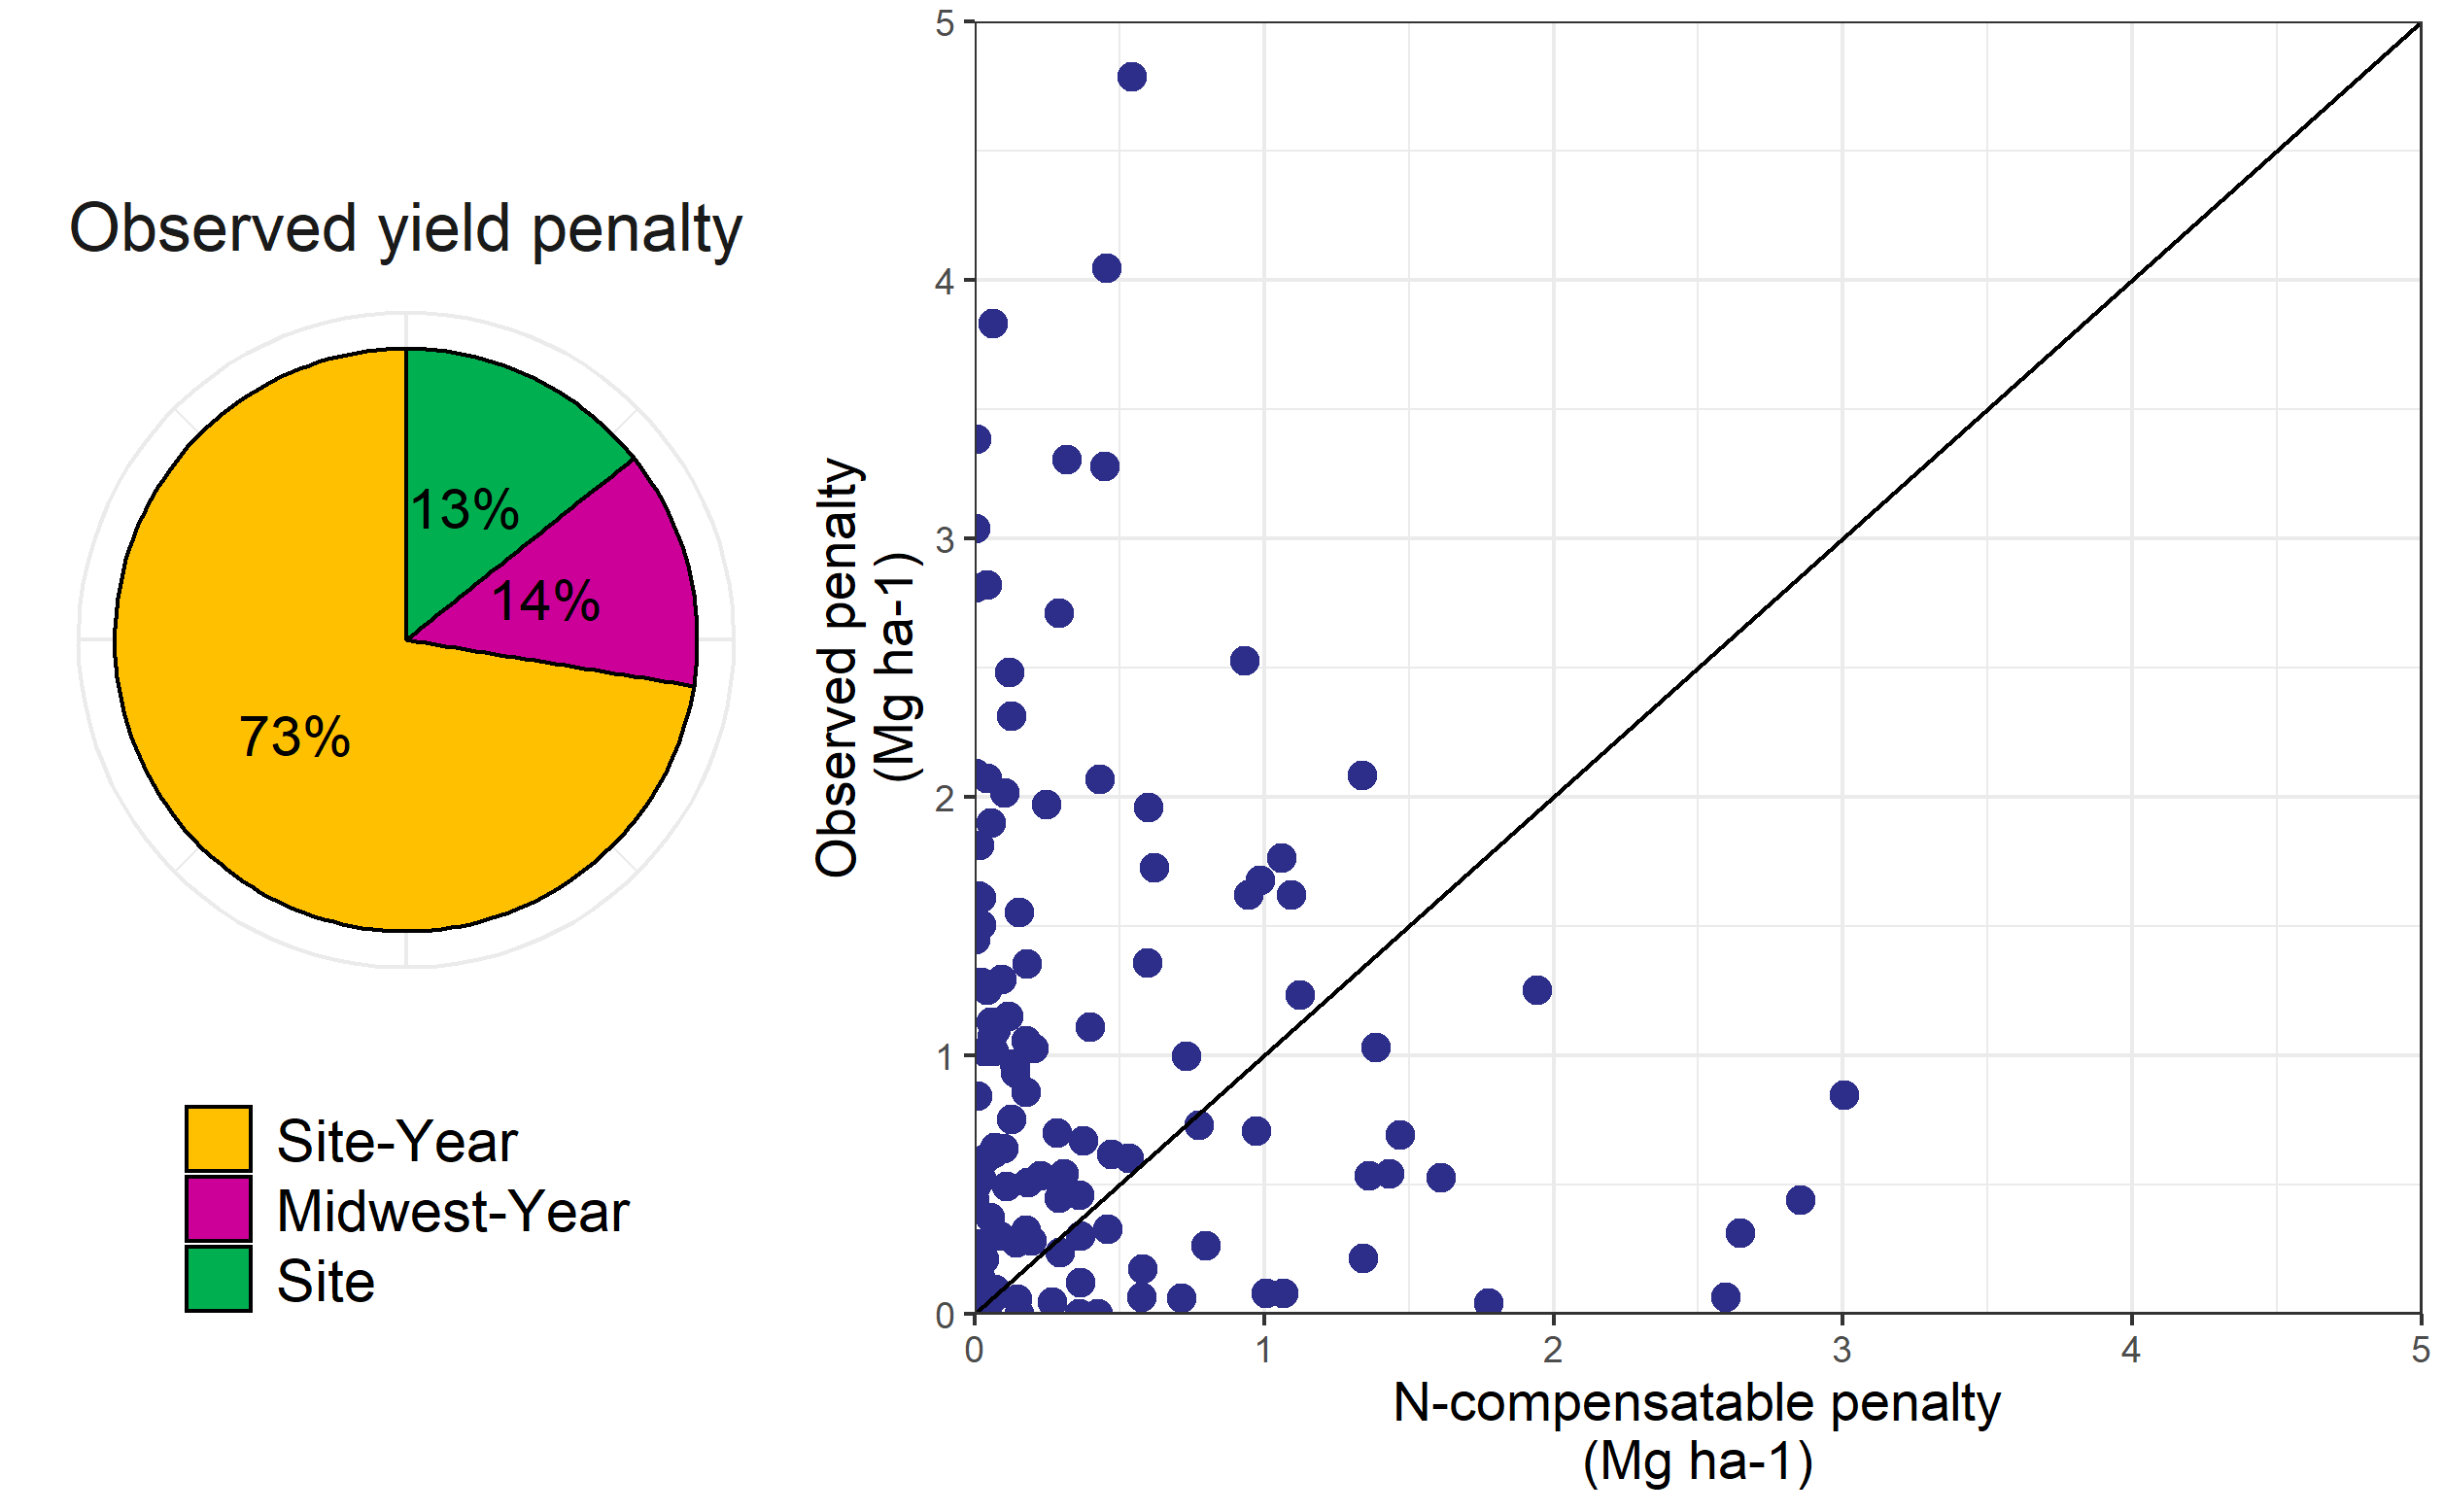 Observed yield penalty
13%
14%
73%
Site-Year
Midwest-Year
Site
Observed penalty
(Mg ha-1)
5
4
3
2
1
0
0 1 2 3 4 5
N-compensatable penalty
(Mg ha-1)